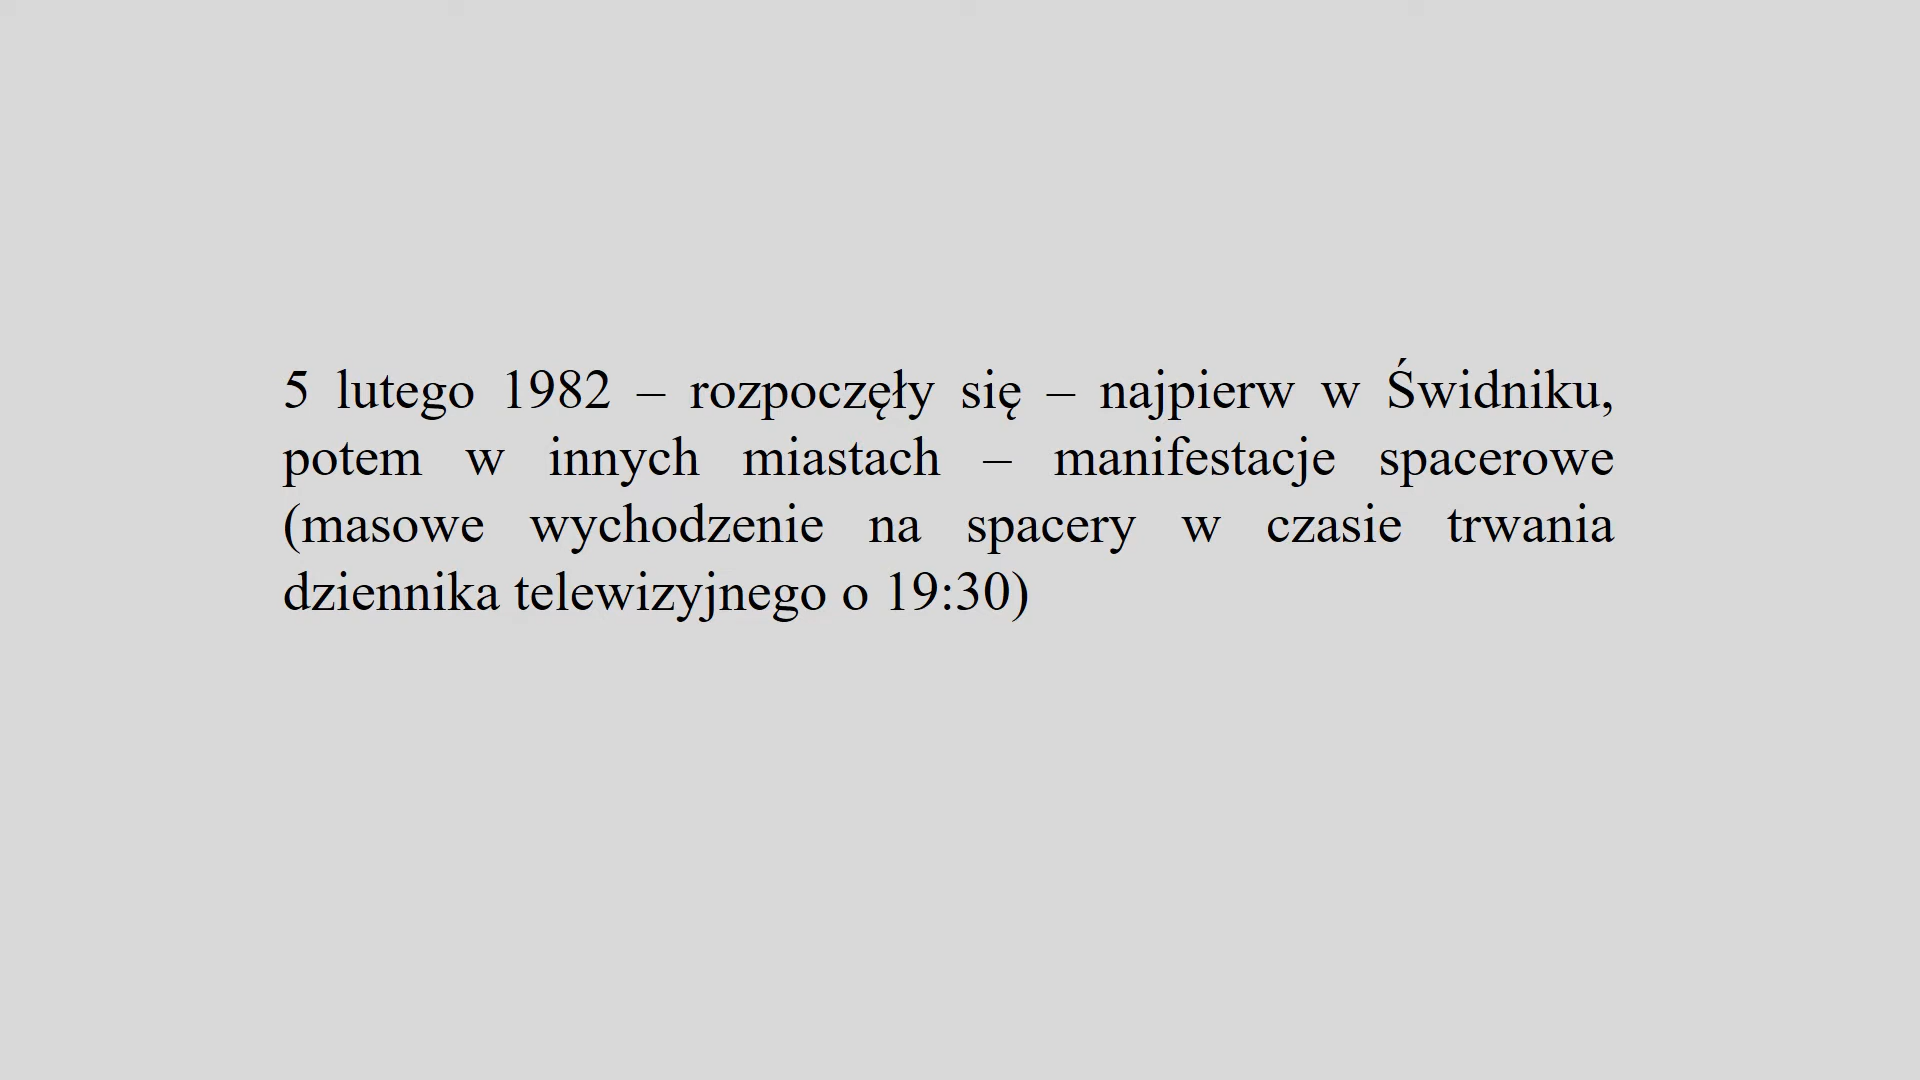 5 lutego 1982 – rozpoczęły się – najpierw w Świdniku,
potem w innych miastach – manifestacje spacerowe
(masowe wychodzenie na spacery w czasie trwania
dziennika telewizyjnego o 19:30)